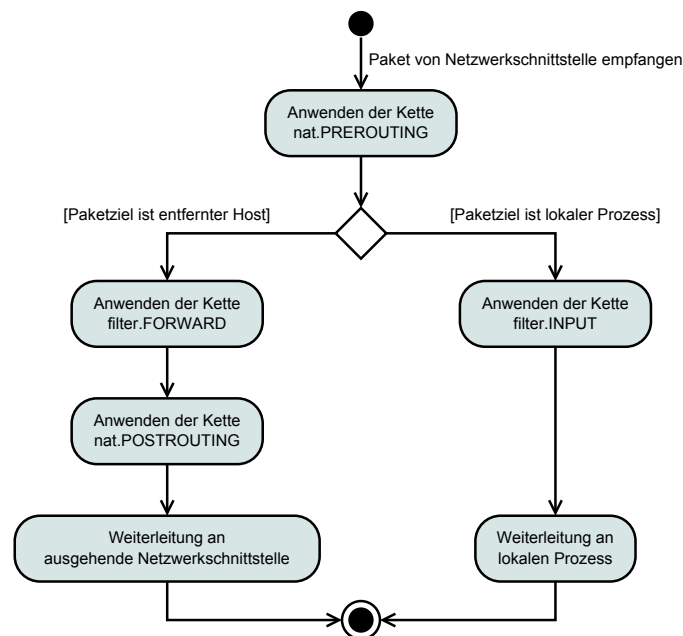 Paket von Netzwerkschnittstelle empfangen
Anwenden der Kette
nat.PREROUTING
[Paketziel ist entfernter Host]
[Paketziel ist lokaler Prozess]
Anwenden der Kette
filter.FORWARD
Anwenden der Kette
filter.INPUT
Anwenden der Kette
nat.POSTROUTING
Weiterleitung an
ausgehende Netzwerkschnittstelle
Weiterleitung an
lokalen Prozess